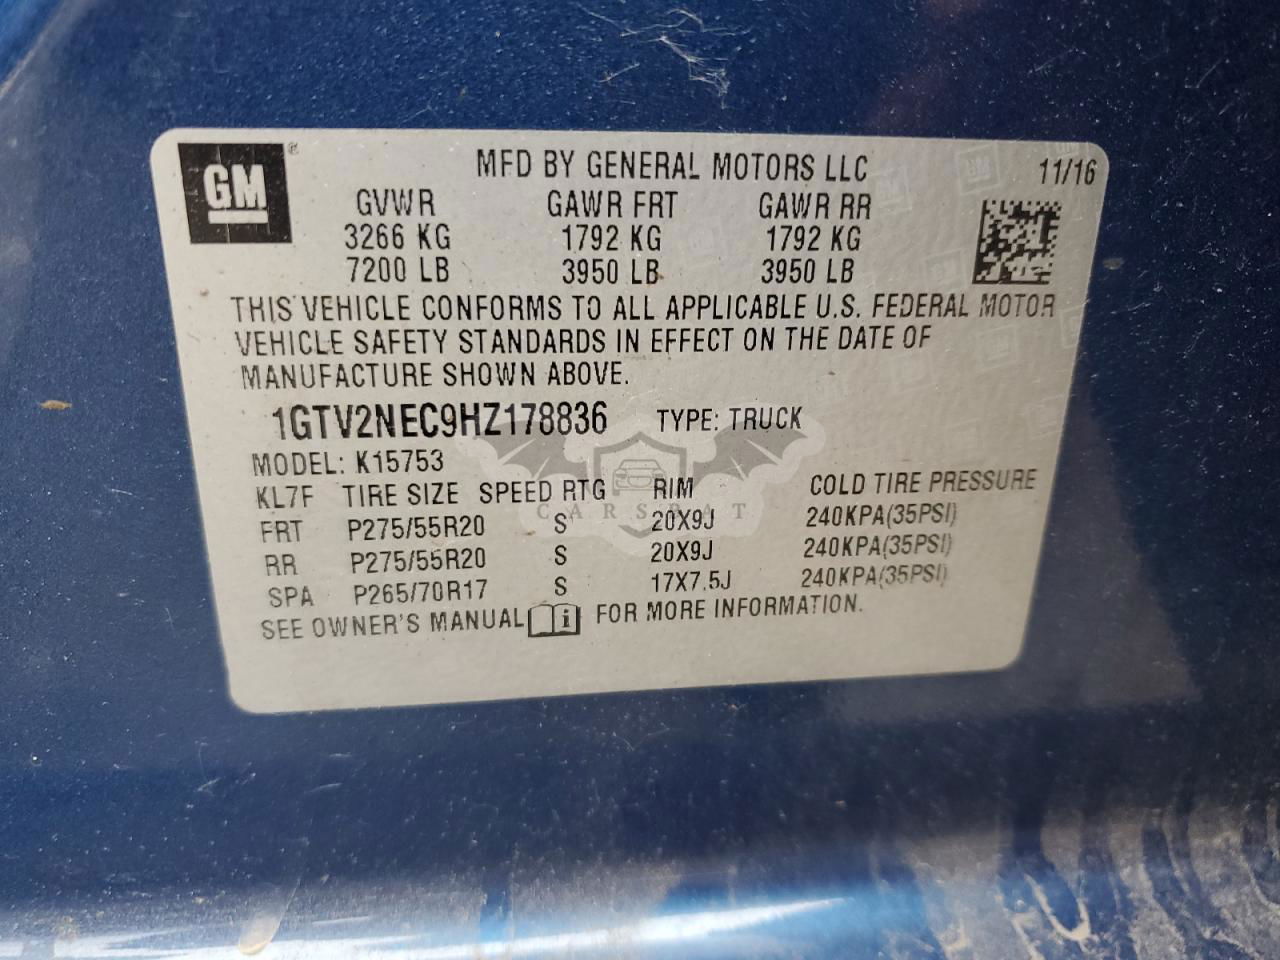 GM®
MFD BY GENERAL MOTORS LLC 11/16
GVWR GAWR FRT GAWR RR
3266 KG 1792 KG 1792 KG
7200 LB 3950 LB 3950 LB
THIS VEHICLE CONFORMS TO ALL APPLICABLE U.S. FEDERAL MOTOR
VEHICLE SAFETY STANDARDS IN EFFECT ON THE DATE OF
MANUFACTURE SHOWN ABOVE.
1GTV2NEC9HZ178836 TYPE: TRUCK
MODEL: K15753
KL7F TIRE SIZE SPEED RTG RIM COLD TIRE PRESSURE
CARSBAT
FRT P275/55R20 S 20X9J 240KPA(35PSI)
RR P275/55R20 S 20X9J 240KPA(35PSI)
SPA P265/70R17 S 17X7.5J 240KPA(35PSI)
SEE OWNER'S MANUAL i FOR MORE INFORMATION.